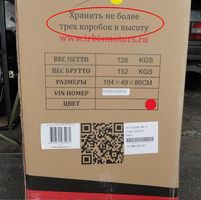 Хранить не более
трех коробок в высоту
www.irbismotors.ru
ВЕС НЕТТО 128 KGS
ВЕС БРУТТО 152 KGS
РАЗМЕРЫ 184×49×86CM
VIN НОМЕР
ЦВЕТ